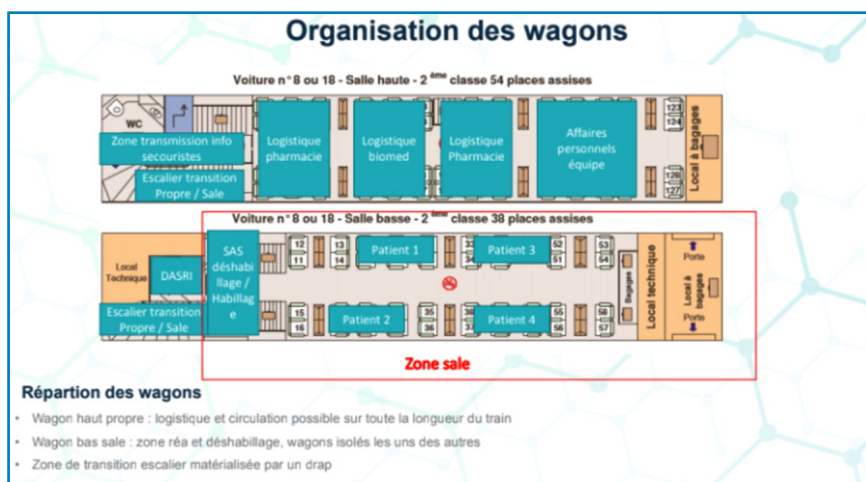 Organisation des wagons
Voiture n°8 ou 18 - Salle haute - 2 ème classe 54 places assises
WC
Zone transmission info
secouristes
Escalier transition
Propre / Sale
Logistique
pharmacie
Logistique
biomed
Logistique
Pharmacie
Affaires
personnels
équipe
123
124
126
127
Local à bagages
Voiture n°8 ou 18 - Salle basse - 2 ème classe 38 places assises
Local
Technique
DASRI
Escalier transition
Propre / Sale
SAS
déshabi
llage /
Habillag
e
12
11
13
14
Patient 1
33
34
Patient 3
52
51
53
54
15
16
Patient 2
35
36
38
37
Patient 4
55
56
58
57
Bagages
Local technique
Porte
Local à
bagages
Porte
Zone sale
Répartion des wagons
• Wagon haut propre : logistique et circulation possible sur toute la longueur du train
• Wagon bas sale : zone réa et déshabillage, wagons isolés les uns des autres
• Zone de transition escalier matérialisée par un drap